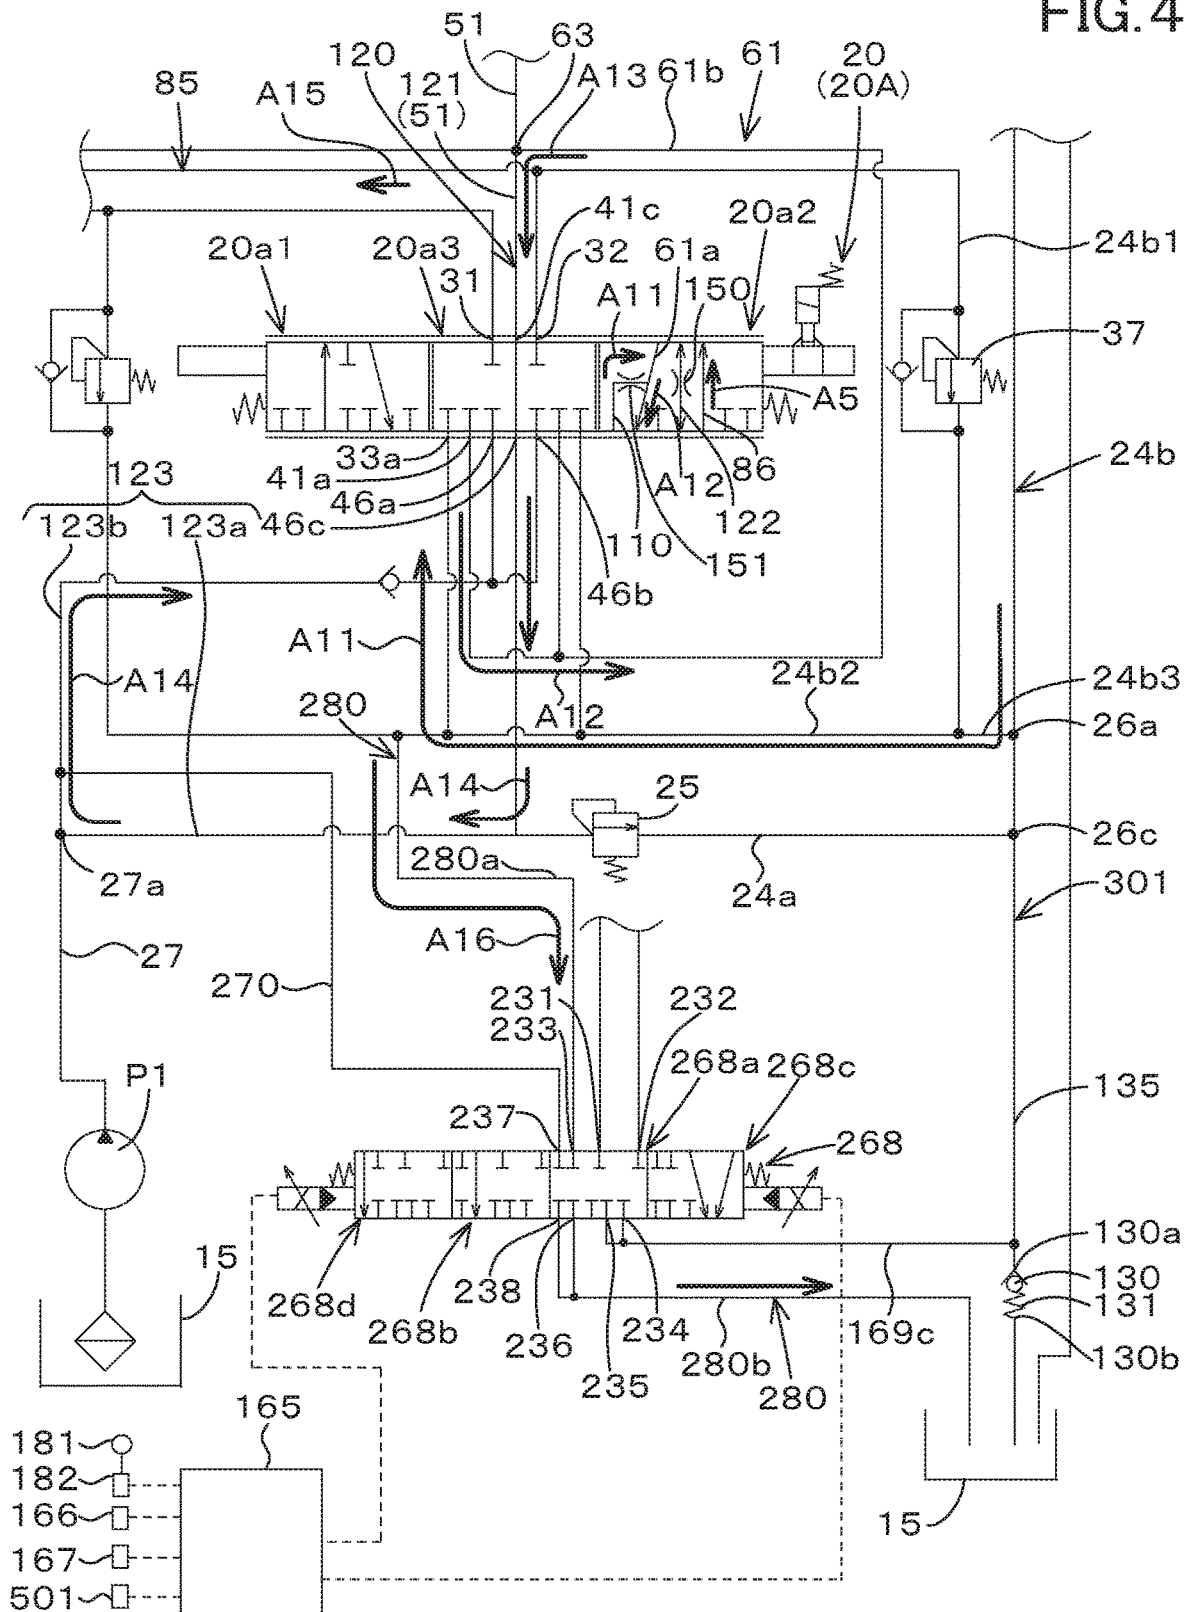 FIG. 4
51
63
120
121
(51)
A13
61b
61
20
(20A)
85
A15
41c
20a2
20a1
20a3
31
32
61a
A11
150
24b1
37
A5
33a
41a
46a
46c
A12
86
122
24b
123
123b
123a
110
151
46b
A11
A14
280
A12
24b2
24b3
26a
A14
25
26c
27a
280a
24a
301
27
A16
270
231
233
232
268a
268c
P1
237
268
135
15
268d
268b
238
236
235
234
280b
280
169c
130a
130
131
130b
165
181
182
166
167
501
15